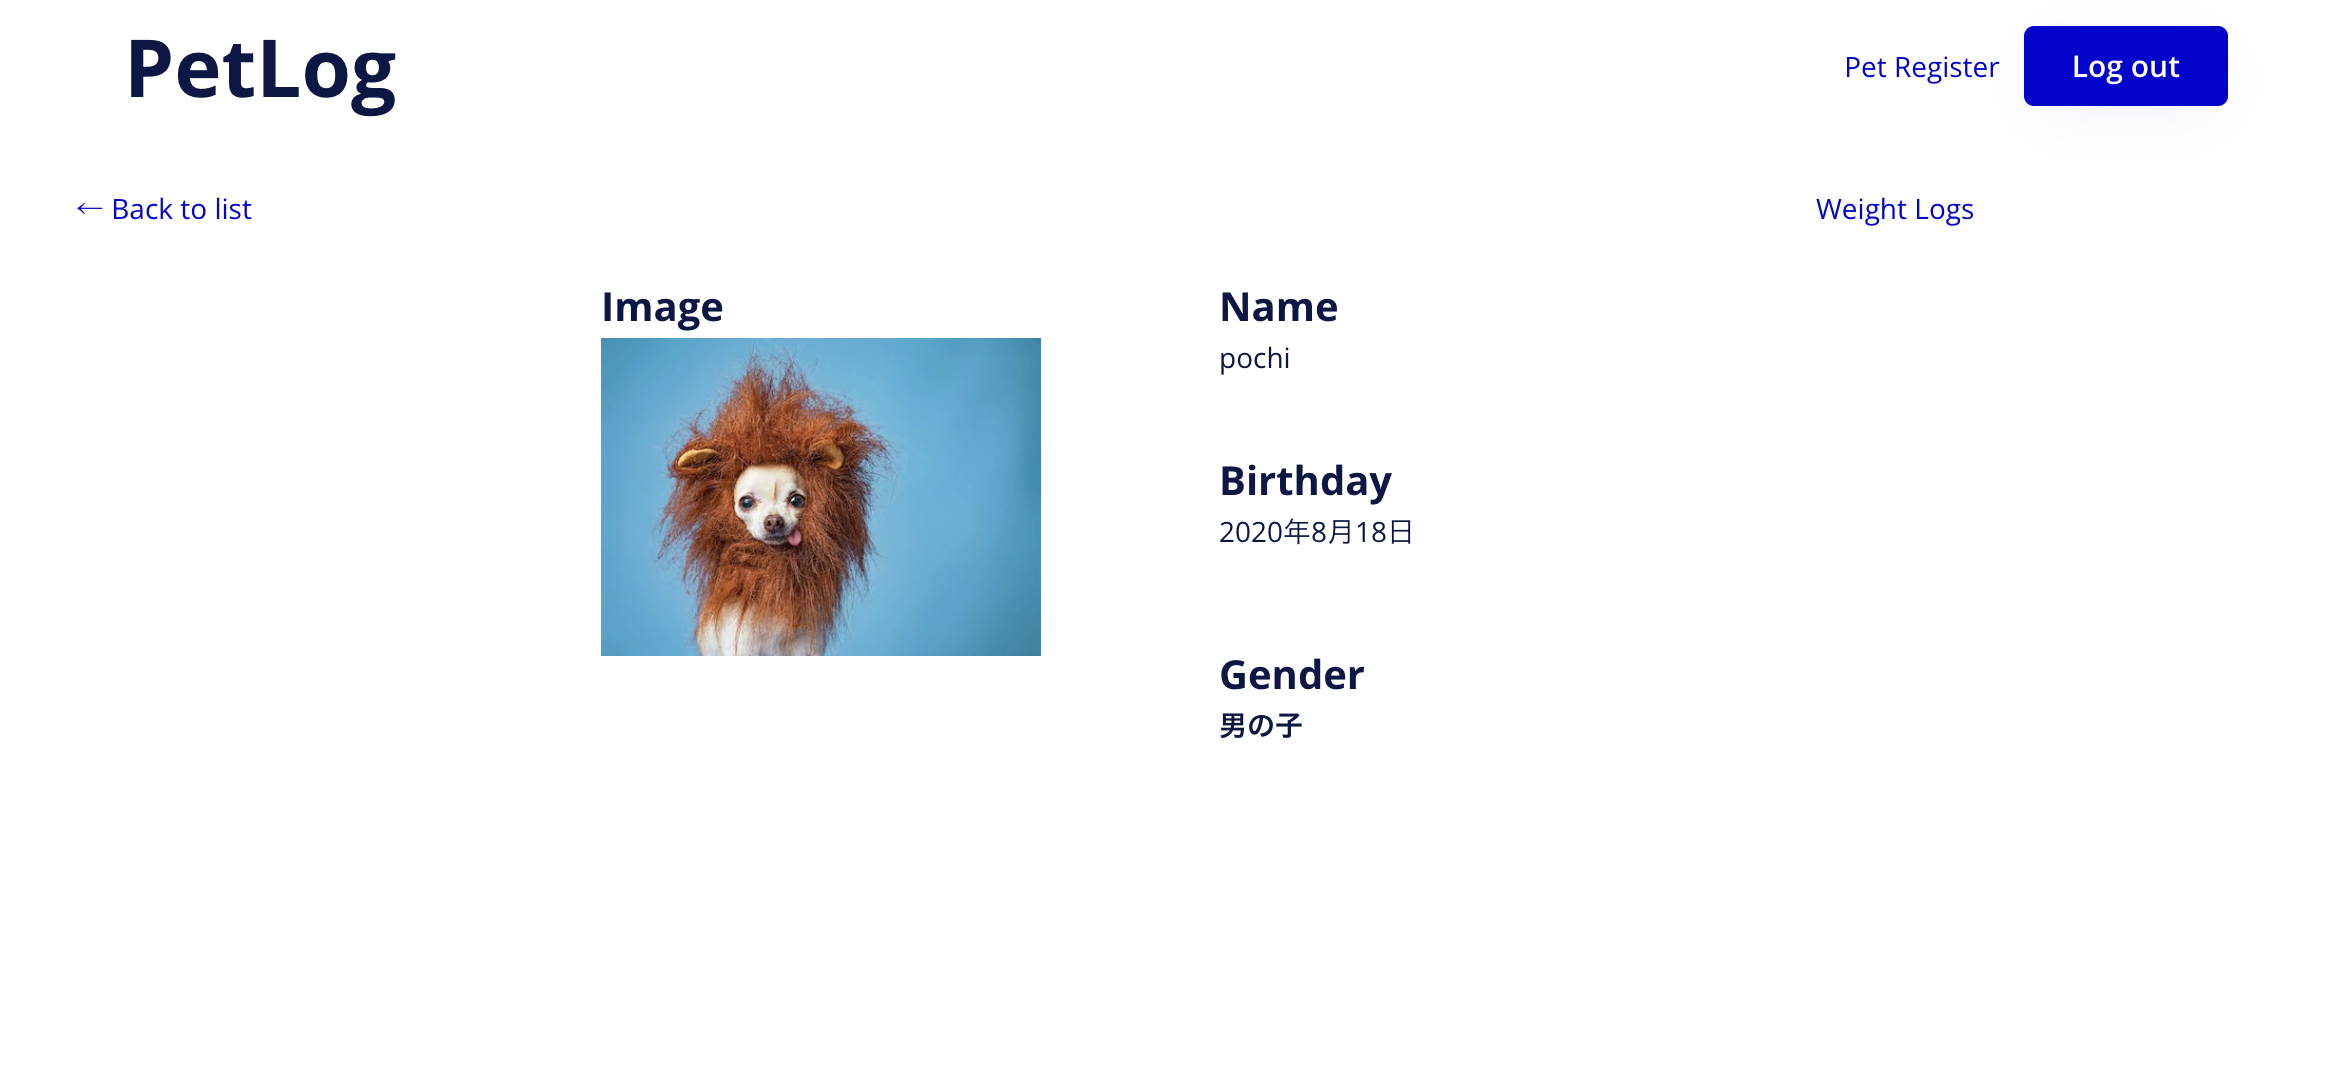 PetLog
Pet Register
Log out
← Back to list
Weight Logs
Image
Name
pochi
Birthday
2020年8月18日
Gender
男の子